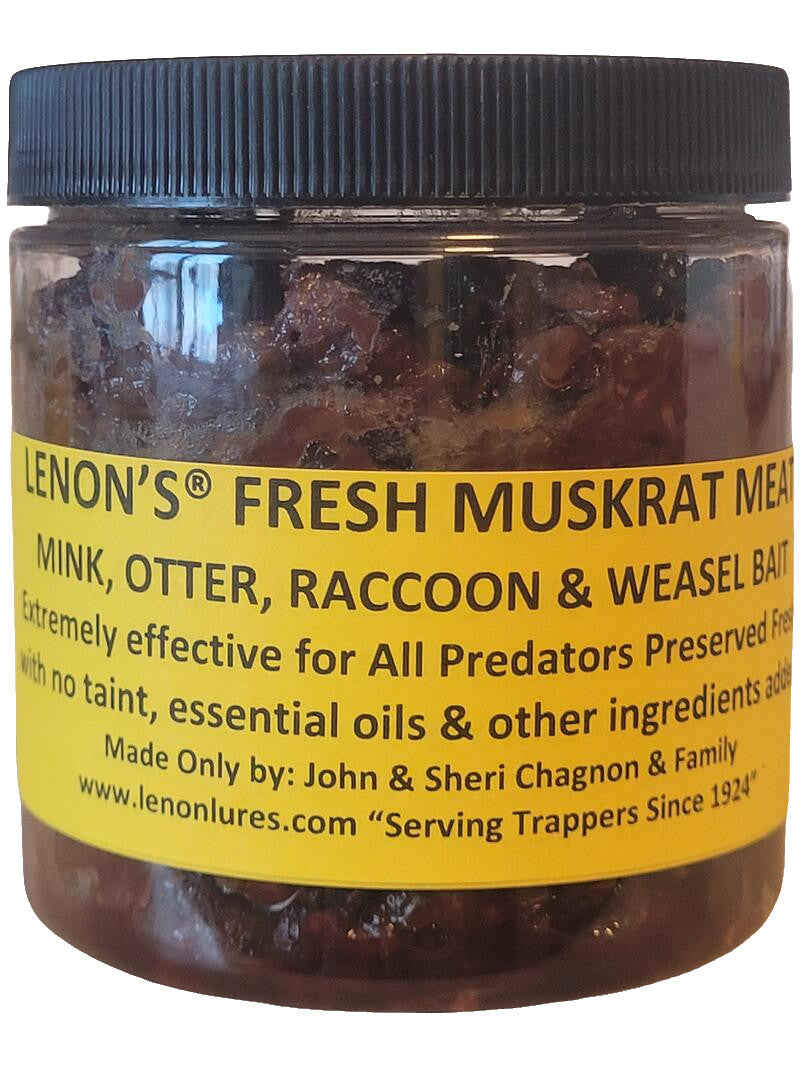 LENON'S® FRESH MUSKRAT MEAT
MINK, OTTER, RACCOON & WEASEL BAIT
Extremely effective for All Predators Preserved Fresh
with no taint, essential oils & other ingredients added
Made Only by: John & Sheri Chagnon & Family
www.lenonlures.com “Serving Trappers Since 1924”